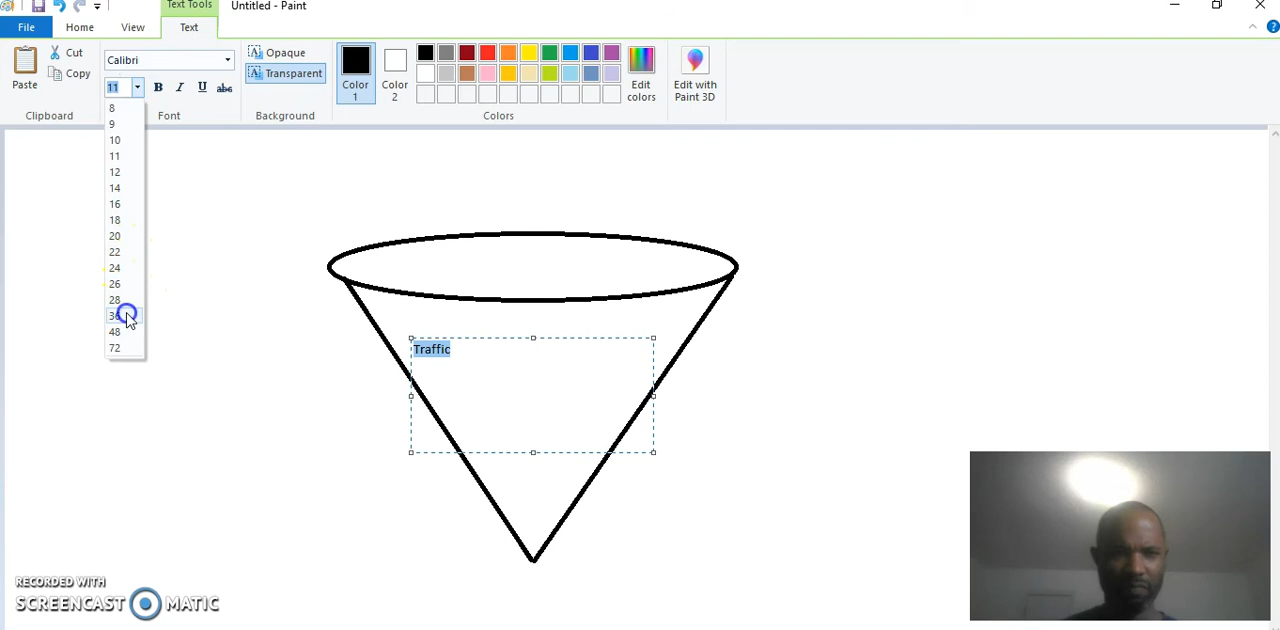 Text Tools
Untitled - Paint
File
Home
View
Text
Paste
Cut
Copy
Clipboard
Calibri
11
B
I
U
abc
Font
A Opaque
A Transparent
Background
Color
1
Color
2
Edit
colors
Colors
Edit with
Paint 3D
8
9
10
11
12
14
16
18
20
22
24
26
28
36
48
72
Traffic
RECORDED WITH
SCREENCAST MATIC